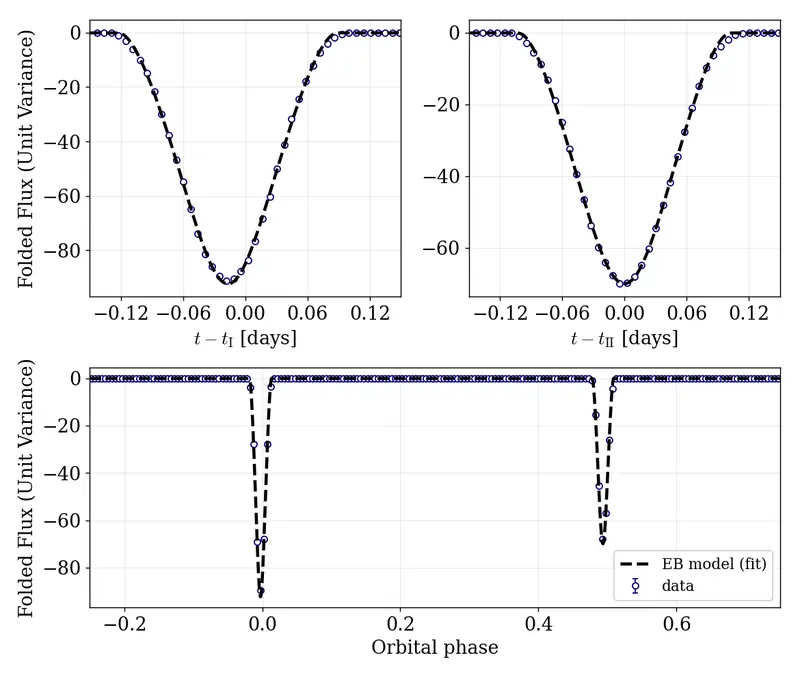 Folded Flux (Unit Variance)
0
−20
−40
−60
−80
−0.12 −0.06 0.00 0.06 0.12
t − t_I [days]
0
−20
−40
−60
−0.12 −0.06 0.00 0.06 0.12
t − t_II [days]
Folded Flux (Unit Variance)
0
−20
−40
−60
−80
EB model (fit)
data
−0.2 0.0 0.2 0.4 0.6
Orbital phase